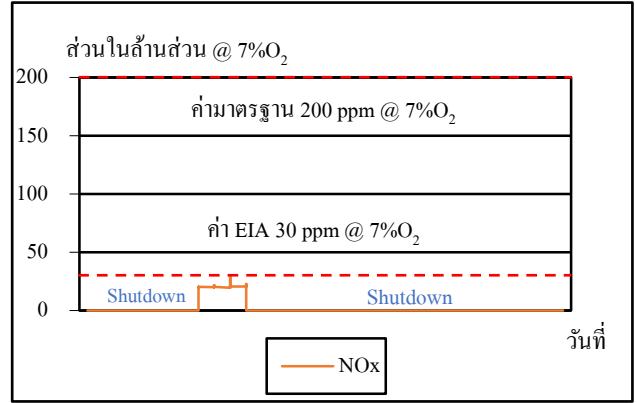 ส่วนในล้านส่วน @ 7%O₂
200
ค่ามาตรฐาน 200 ppm @ 7%O₂
150
100
ค่า EIA 30 ppm @ 7%O₂
50
Shutdown Shutdown
0
วันที่
NOx